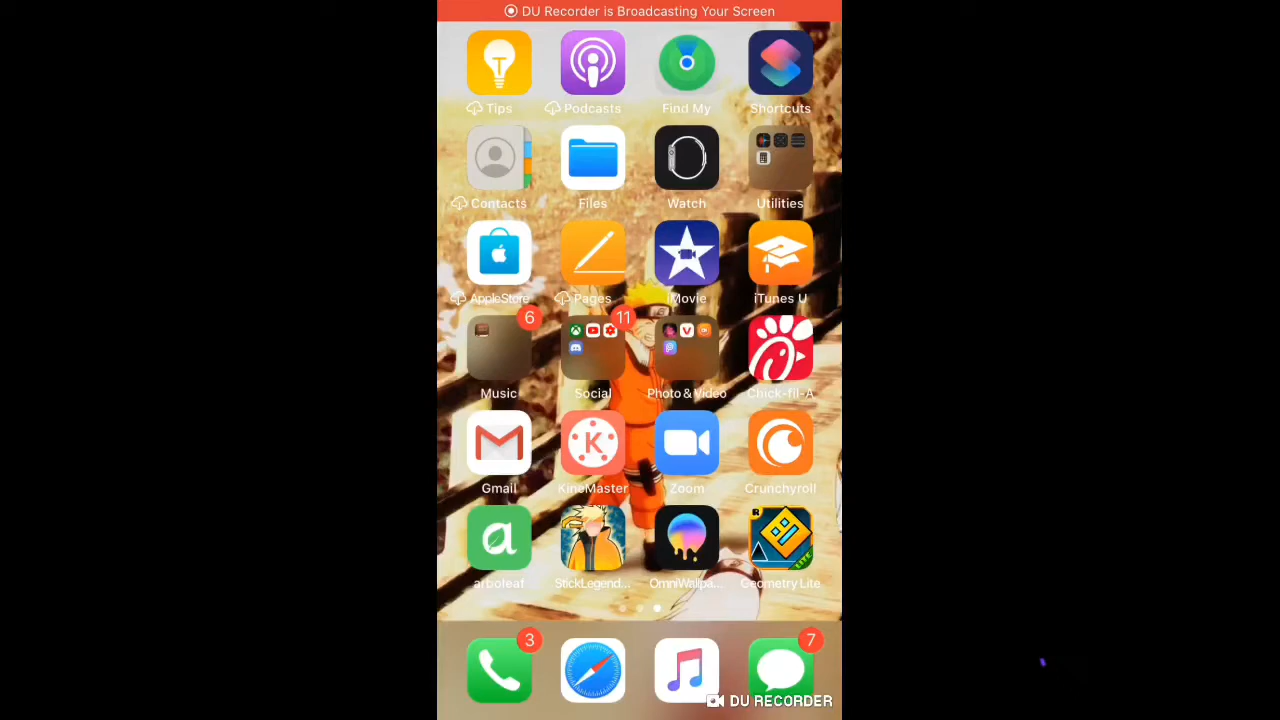 DU Recorder is Broadcasting Your Screen
Tips Podcasts Find My Shortcuts
Contacts Files Watch Utilities
Apple Store Pages iMovie iTunes U
6 11
Music Social Photo & Video Chick-fil-A
Gmail KineMaster Zoom Crunchyroll
arboleaf StickLegend... OmniWallpa... Geometry Lite
3 7
DU RECORDER